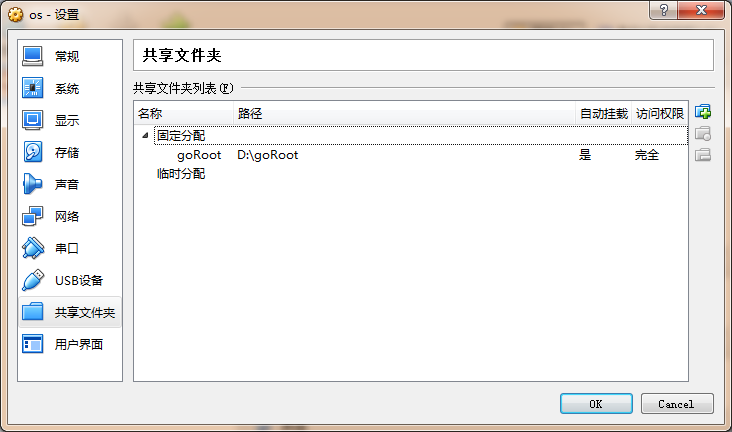 os - 设置
常规
系统
显示
存储
声音
网络
串口
USB设备
共享文件夹
用户界面
共享文件夹
共享文件夹列表(F)
名称 路径 自动挂载 访问权限
固定分配
goRoot D:\goRoot 是 完全
临时分配
OK Cancel